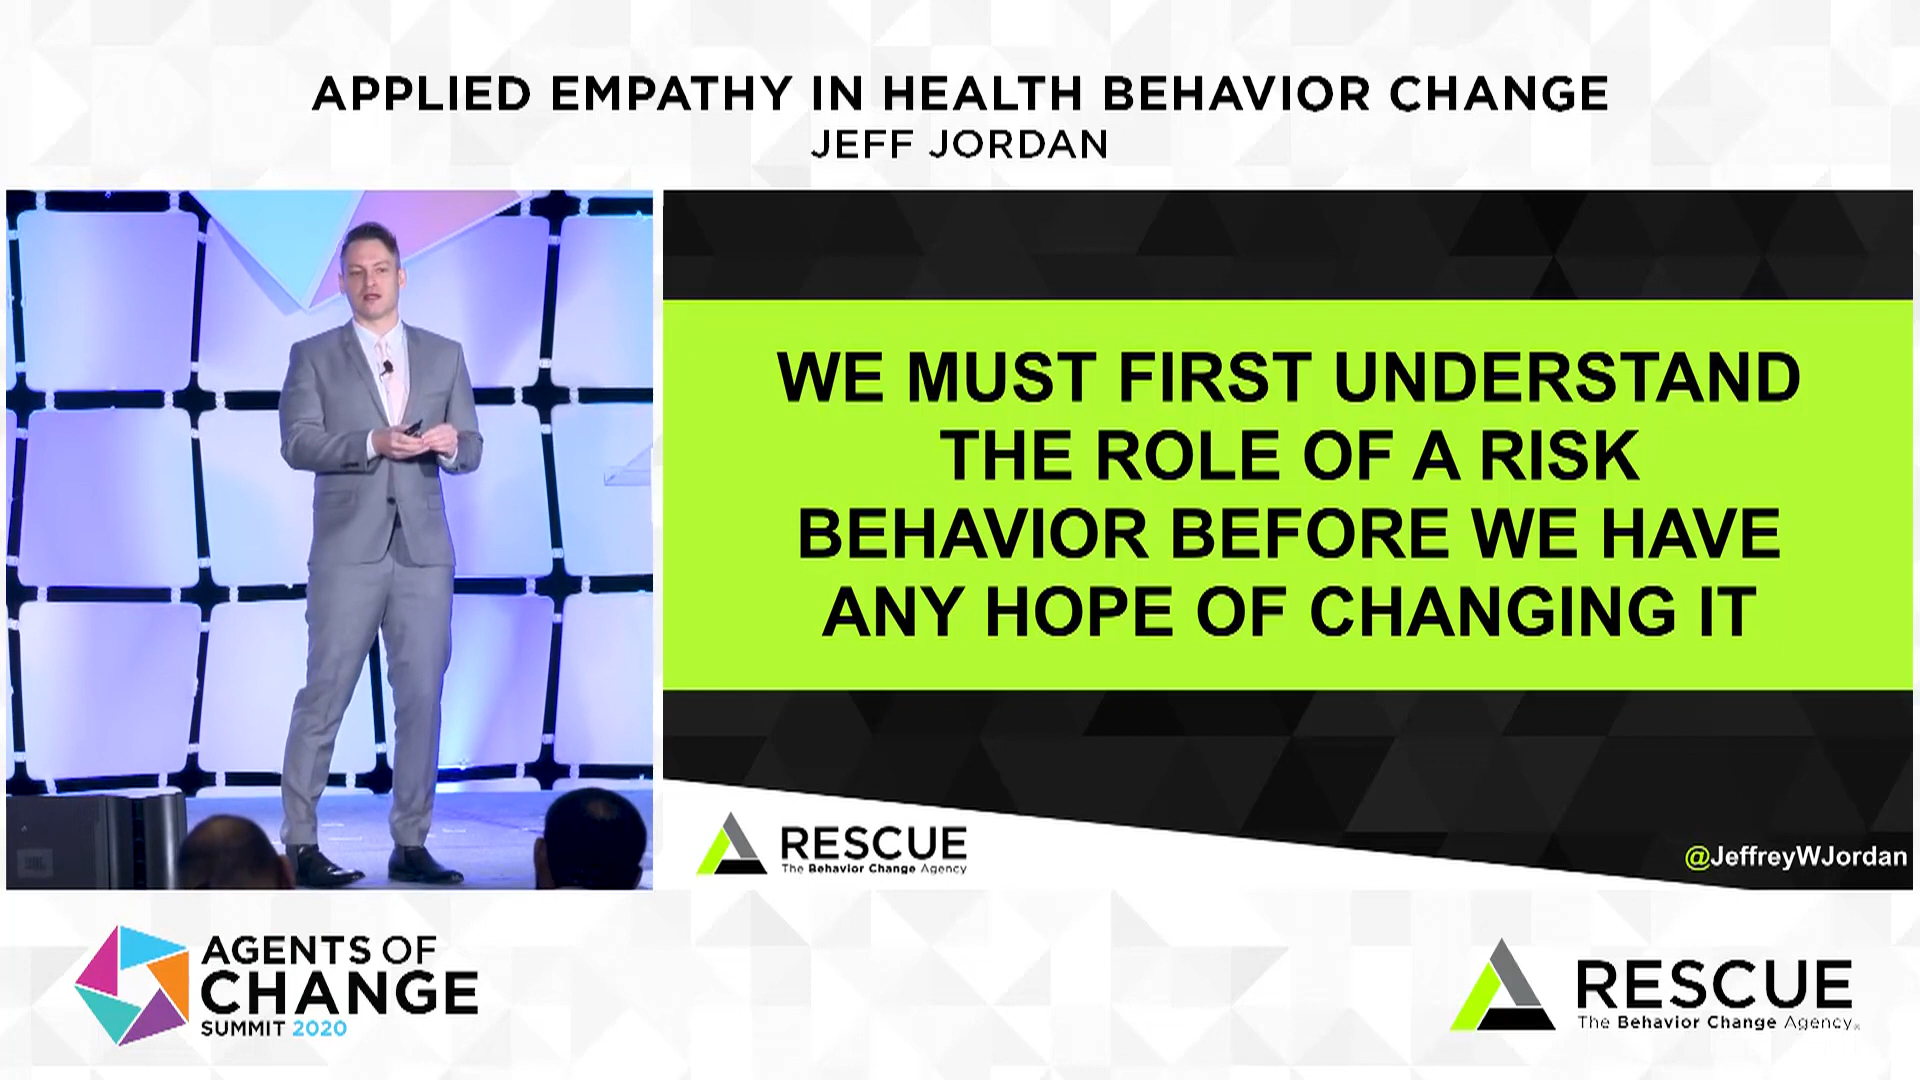 APPLIED EMPATHY IN HEALTH BEHAVIOR CHANGE
JEFF JORDAN
WE MUST FIRST UNDERSTAND
THE ROLE OF A RISK
BEHAVIOR BEFORE WE HAVE
ANY HOPE OF CHANGING IT
RESCUE
The Behavior Change Agency
@JeffreyWJordan
AGENTS OF
CHANGE
SUMMIT 2020
RESCUE
The Behavior Change Agency